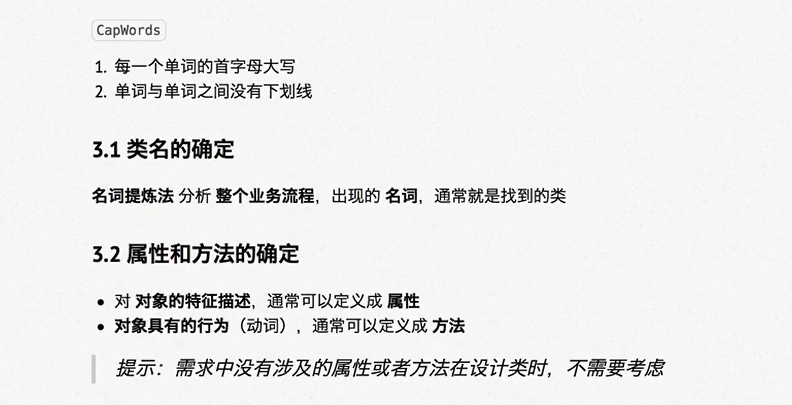 CapWords
1. 每一个单词的首字母大写
2. 单词与单词之间没有下划线
3.1 类名的确定
名词提炼法 分析 整个业务流程，出现的 名词，通常就是找到的类
3.2 属性和方法的确定
• 对 对象的特征描述，通常可以定义成 属性
• 对象具有的行为（动词），通常可以定义成 方法
提示：需求中没有涉及的属性或者方法在设计类时，不需要考虑